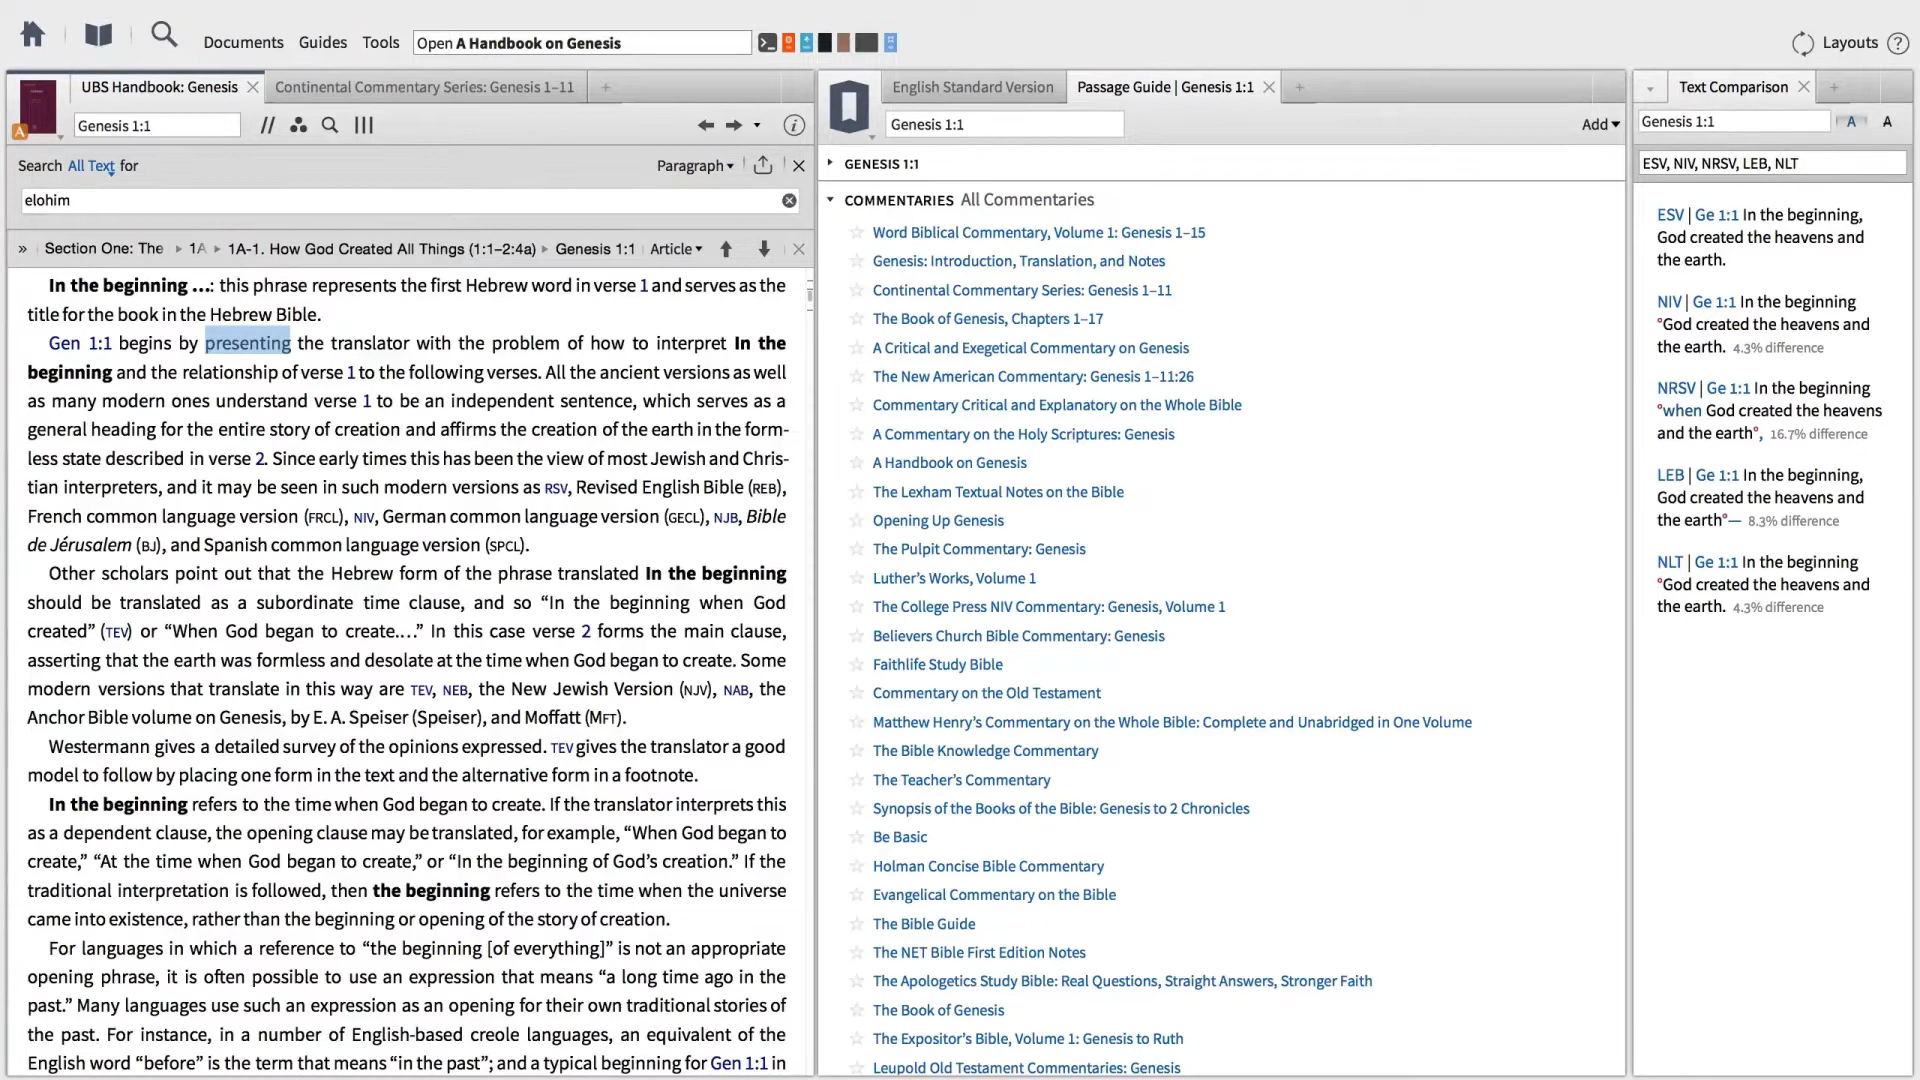 Documents Guides Tools Open A Handbook on Genesis
Layouts ?
UBS Handbook: Genesis Continental Commentary Series: Genesis 1–11
A
Genesis 1:1
Search All Text for Paragraph
elohim
» Section One: The 1A 1A-1. How God Created All Things (1:1–2:4a) Genesis 1:1 Article
In the beginning …: this phrase represents the first Hebrew word in verse 1 and serves as the
title for the book in the Hebrew Bible.
Gen 1:1 begins by presenting the translator with the problem of how to interpret In the
beginning and the relationship of verse 1 to the following verses. All the ancient versions as well
as many modern ones understand verse 1 to be an independent sentence, which serves as a
general heading for the entire story of creation and affirms the creation of the earth in the form-
less state described in verse 2. Since early times this has been the view of most Jewish and Chris-
tian interpreters, and it may be seen in such modern versions as RSV, Revised English Bible (REB),
French common language version (FRCL), NIV, German common language version (GECL), NJB, Bible
de Jérusalem (BJ), and Spanish common language version (SPCL).
Other scholars point out that the Hebrew form of the phrase translated In the beginning
should be translated as a subordinate time clause, and so “In the beginning when God
created” (TEV) or “When God began to create.…” In this case verse 2 forms the main clause,
asserting that the earth was formless and desolate at the time when God began to create. Some
modern versions that translate in this way are TEV, NEB, the New Jewish Version (NJV), NAB, the
Anchor Bible volume on Genesis, by E. A. Speiser (Speiser), and Moffatt (MFT).
Westermann gives a detailed survey of the opinions expressed. TEV gives the translator a good
model to follow by placing one form in the text and the alternative form in a footnote.
In the beginning refers to the time when God began to create. If the translator interprets this
as a dependent clause, the opening clause may be translated, for example, “When God began to
create,” “At the time when God began to create,” or “In the beginning of God’s creation.” If the
traditional interpretation is followed, then the beginning refers to the time when the universe
came into existence, rather than the beginning or opening of the story of creation.
For languages in which a reference to “the beginning [of everything]” is not an appropriate
opening phrase, it is often possible to use an expression that means “a long time ago in the
past.” Many languages use such an expression as an opening for their own traditional stories of
the past. For instance, in a number of English-based creole languages, an equivalent of the
English word “before” is the term that means “in the past”; and a typical beginning for Gen 1:1 in
English Standard Version Passage Guide | Genesis 1:1
Genesis 1:1 Add
GENESIS 1:1
COMMENTARIES All Commentaries
Word Biblical Commentary, Volume 1: Genesis 1–15
Genesis: Introduction, Translation, and Notes
Continental Commentary Series: Genesis 1–11
The Book of Genesis, Chapters 1–17
A Critical and Exegetical Commentary on Genesis
The New American Commentary: Genesis 1–11:26
Commentary Critical and Explanatory on the Whole Bible
A Commentary on the Holy Scriptures: Genesis
A Handbook on Genesis
The Lexham Textual Notes on the Bible
Opening Up Genesis
The Pulpit Commentary: Genesis
Luther’s Works, Volume 1
The College Press NIV Commentary: Genesis, Volume 1
Believers Church Bible Commentary: Genesis
Faithlife Study Bible
Commentary on the Old Testament
Matthew Henry’s Commentary on the Whole Bible: Complete and Unabridged in One Volume
The Bible Knowledge Commentary
The Teacher’s Commentary
Synopsis of the Books of the Bible: Genesis to 2 Chronicles
Be Basic
Holman Concise Bible Commentary
Evangelical Commentary on the Bible
The Bible Guide
The NET Bible First Edition Notes
The Apologetics Study Bible: Real Questions, Straight Answers, Stronger Faith
The Book of Genesis
The Expositor’s Bible, Volume 1: Genesis to Ruth
Leupold Old Testament Commentaries: Genesis
Text Comparison
Genesis 1:1 A A
ESV, NIV, NRSV, LEB, NLT
ESV | Ge 1:1 In the beginning,
God created the heavens and
the earth.
NIV | Ge 1:1 In the beginning
°God created the heavens and
the earth. 4.3% difference
NRSV | Ge 1:1 In the beginning
°when God created the heavens
and the earth°, 16.7% difference
LEB | Ge 1:1 In the beginning,
God created the heavens and
the earth°— 8.3% difference
NLT | Ge 1:1 In the beginning
°God created the heavens and
the earth. 4.3% difference